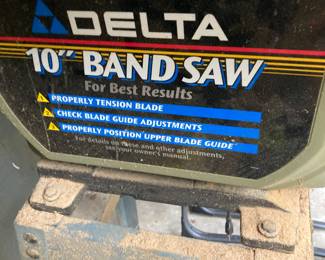 DELTA
10" BAND SAW
For Best Results
PROPERLY TENSION BLADE
CHECK BLADE GUIDE ADJUSTMENTS
PROPERLY POSITION UPPER BLADE GUIDE
For details on these and other adjustments,
see your owner's manual.